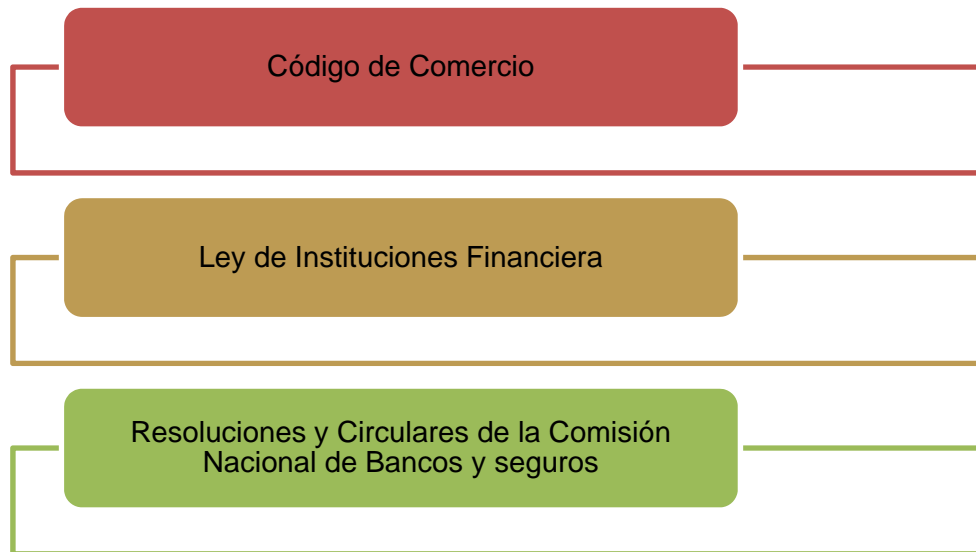 Código de Comercio
Ley de Instituciones Financiera
Resoluciones y Circulares de la Comisión
Nacional de Bancos y seguros